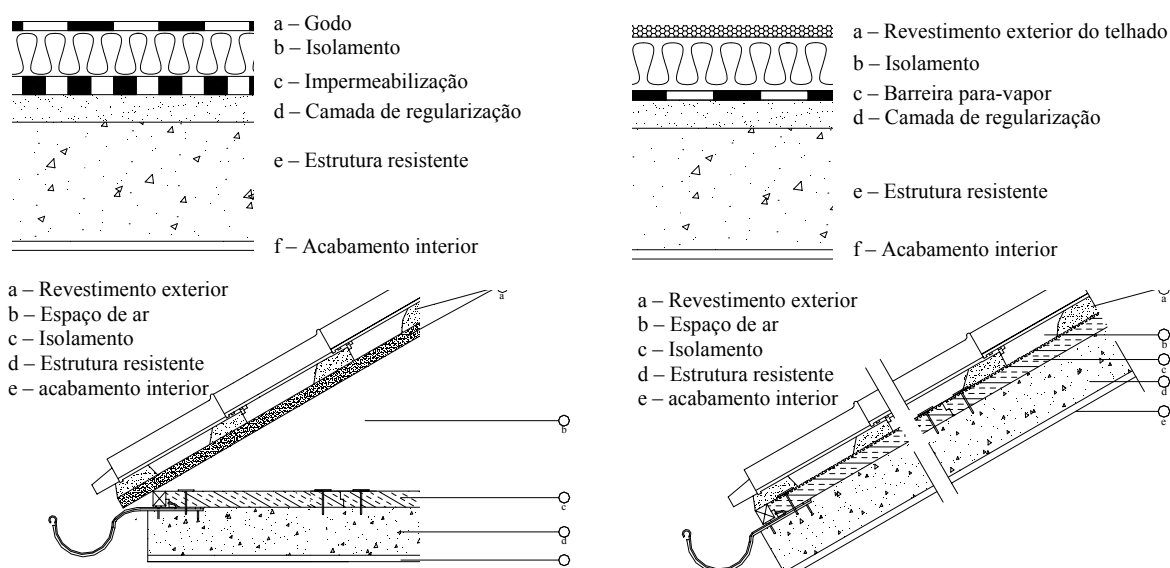 a – Godo
b – Isolamento
c – Impermeabilização
d – Camada de regularização
e – Estrutura resistente
f – Acabamento interior
a – Revestimento exterior do telhado
b – Isolamento
c – Barreira para-vapor
d – Camada de regularização
e – Estrutura resistente
f – Acabamento interior
a – Revestimento exterior
b – Espaço de ar
c – Isolamento
d – Estrutura resistente
e – acabamento interior
a
b
c
d
a – Revestimento exterior
b – Espaço de ar
c – Isolamento
d – Estrutura resistente
e – acabamento interior
a
b
c
d
e